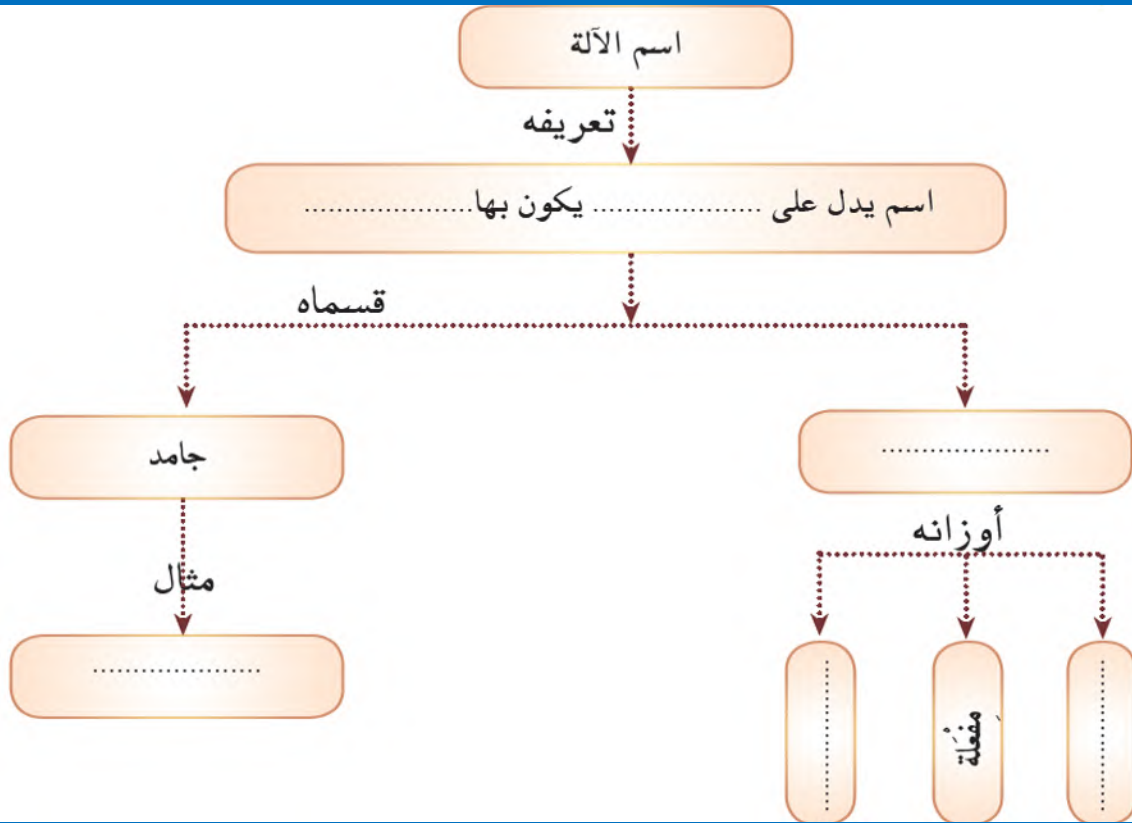 اسم الآلة
تعريفه
اسم يدل على ..................... يكون بها.....................
قسماه
.....................
جامد
أوزانه
مثال
.....................
مِفْعَلة
.....................
.....................